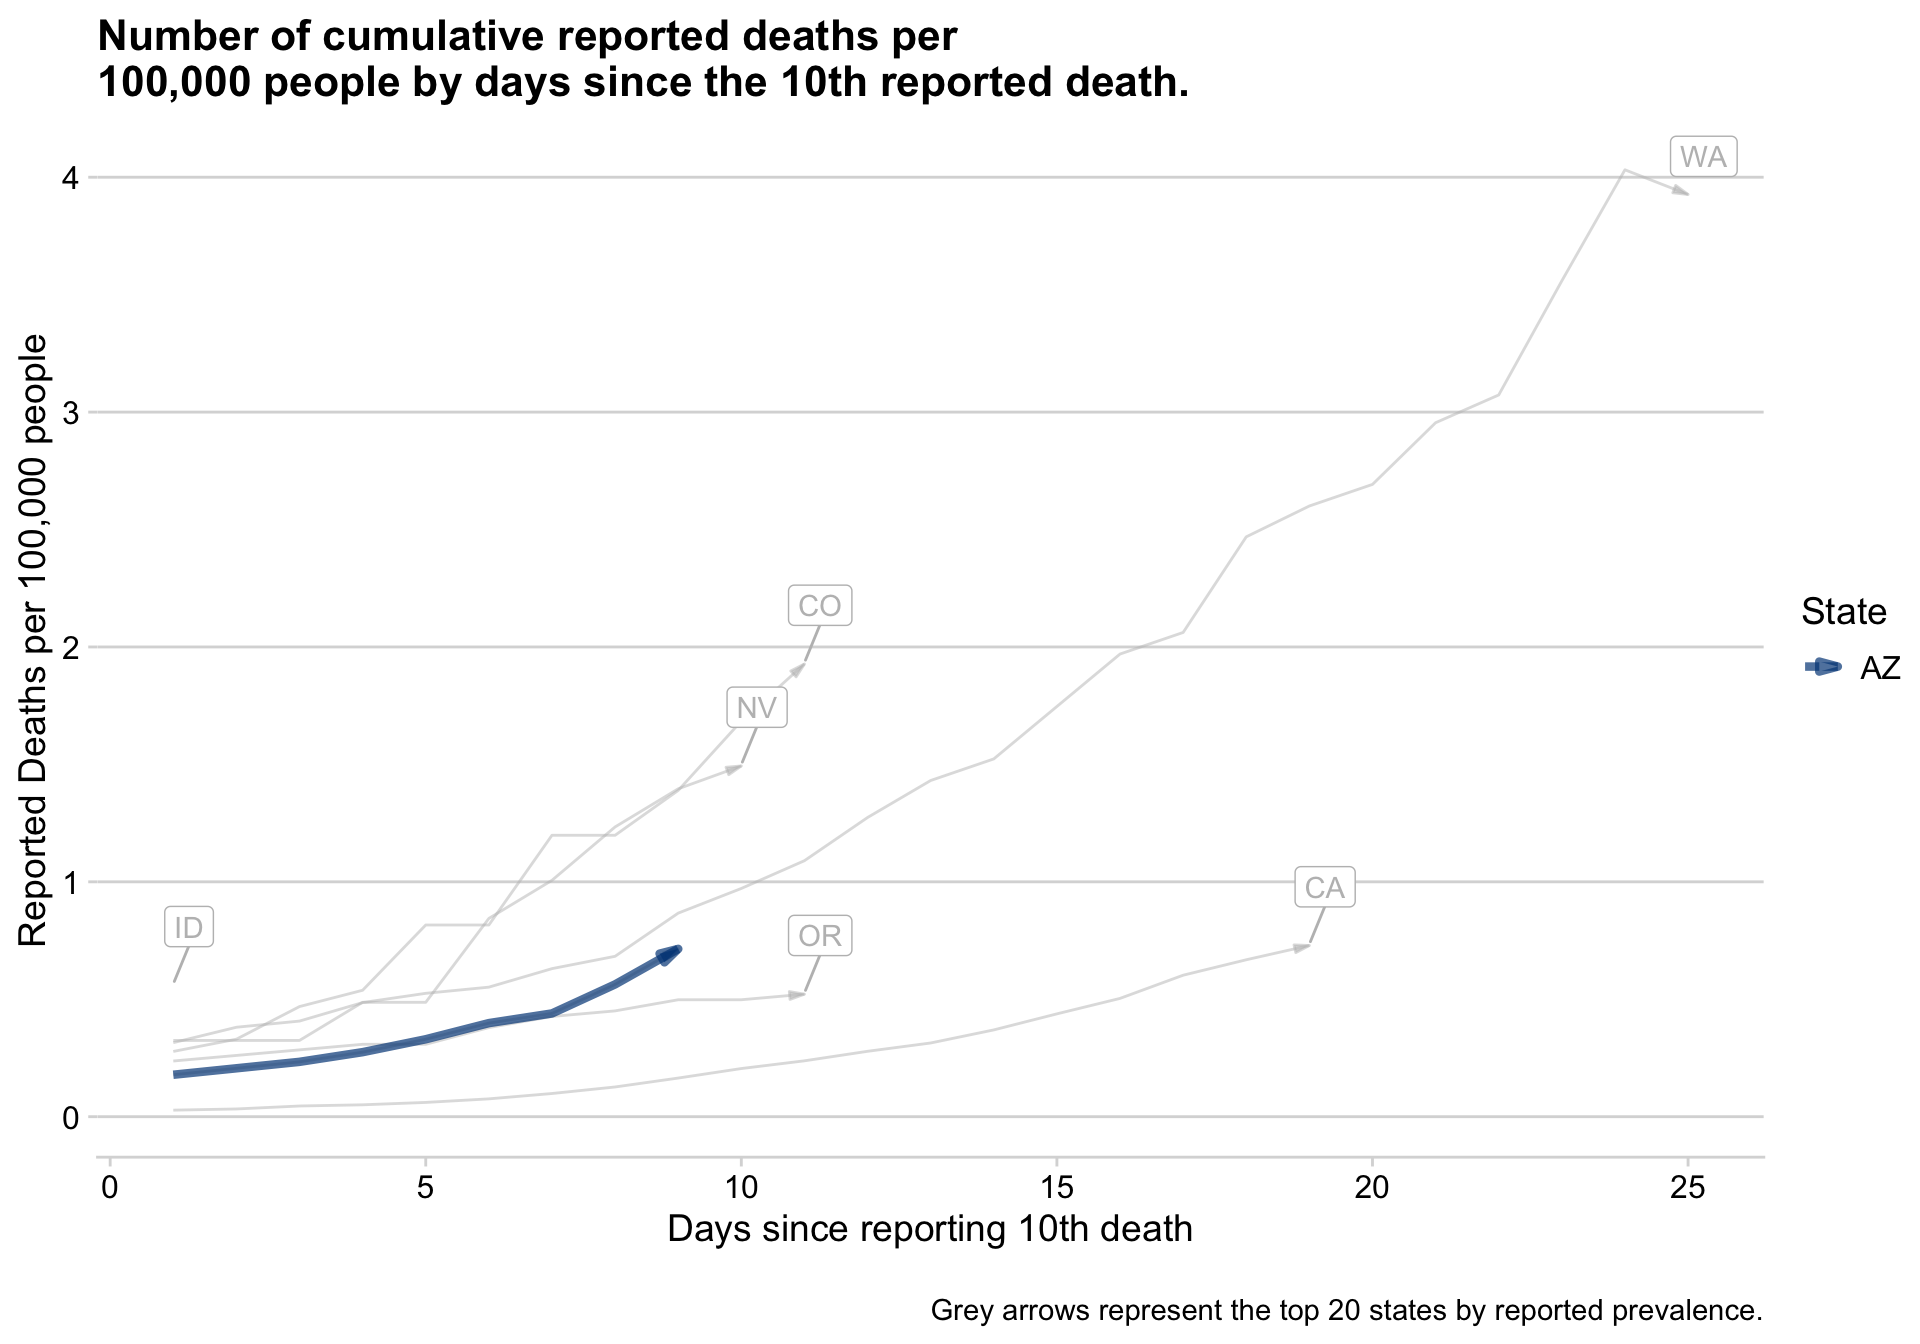 Number of cumulative reported deaths per
100,000 people by days since the 10th reported death.
Reported Deaths per 100,000 people
4
3
2
1
0
WA
CO
NV
CA
OR
ID
State
AZ
0 5 10 15 20 25
Days since reporting 10th death
Grey arrows represent the top 20 states by reported prevalence.